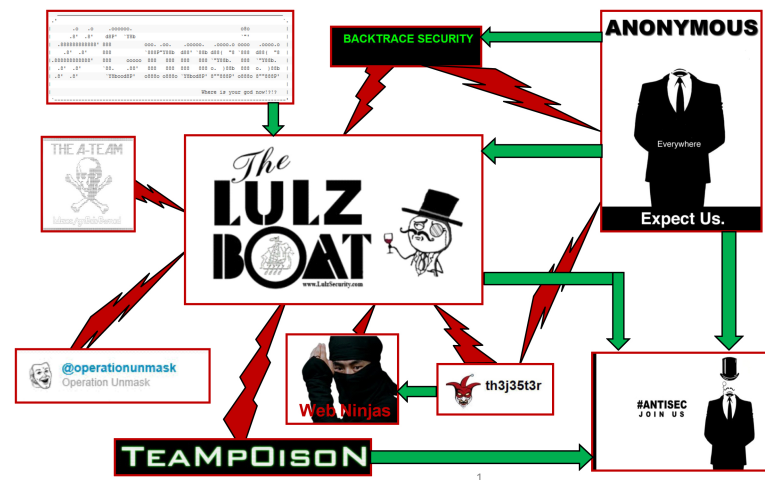 Where is your god now!?!?
BACKTRACE SECURITY
ANONYMOUS
Everywhere
Expect Us.
THE A-TEAM
The
LULZ
BOAT
www.LulzSecurity.com
@operationunmask
Operation Unmask
Web Ninjas
th3j35t3r
#ANTISEC
JOIN US
TEAMP0ISON
1